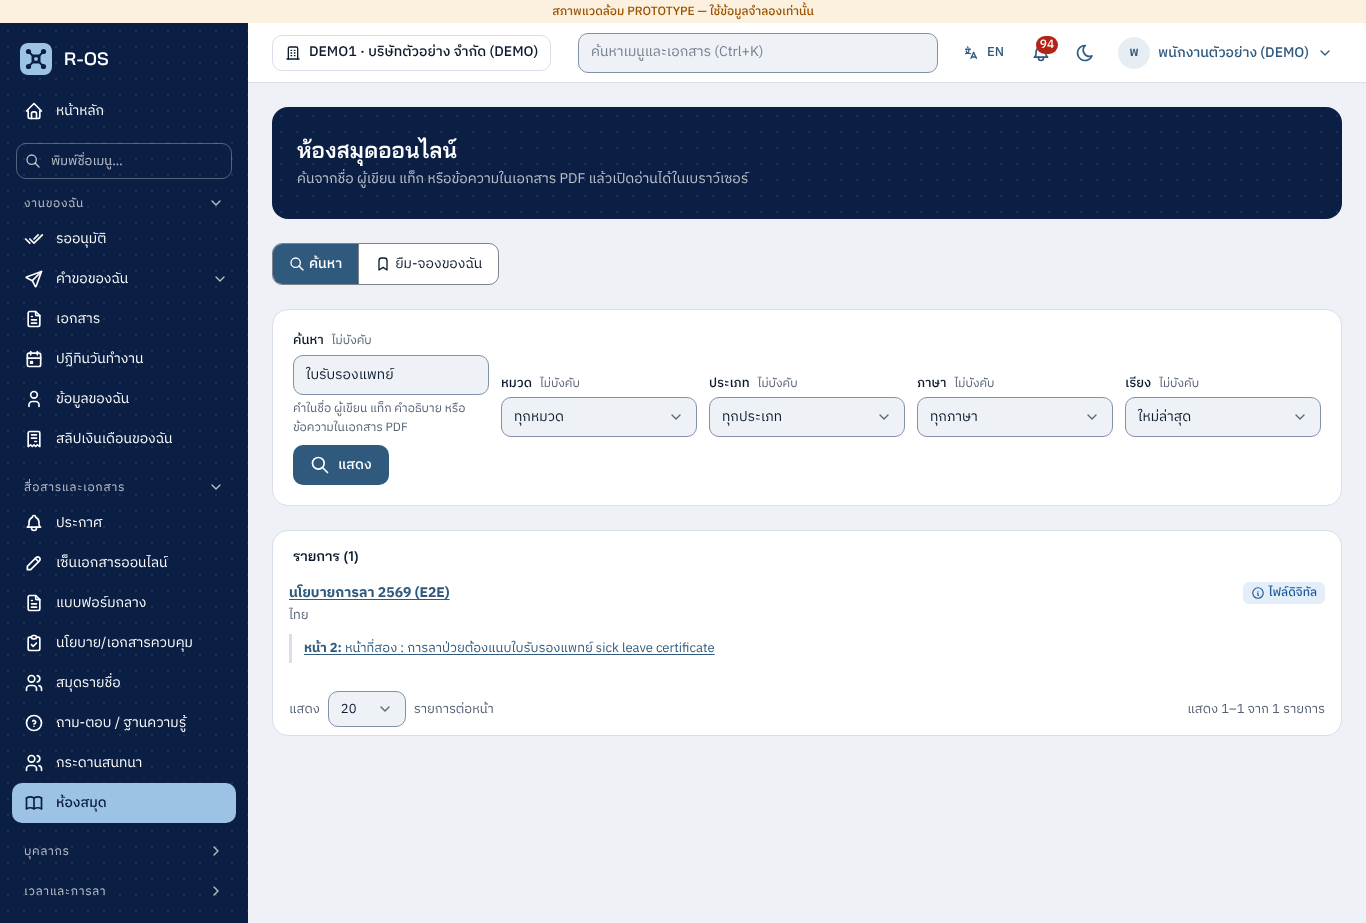 สภาพแวดล้อม PROTOTYPE — ใช้ข้อมูลจำลองเท่านั้น
R-OS
หน้าหลัก
พิมพ์ชื่อเมนู...
งานของฉัน
รออนุมัติ
คำขอของฉัน
เอกสาร
ปฏิทินวันทำงาน
ข้อมูลของฉัน
สลิปเงินเดือนของฉัน
สื่อสารและเอกสาร
ประกาศ
เซ็นเอกสารออนไลน์
แบบฟอร์มกลาง
นโยบาย/เอกสารควบคุม
สมุดรายชื่อ
ถาม-ตอบ / ฐานความรู้
กระดานสนทนา
ห้องสมุด
บุคลากร
เวลาและการลา
DEMO1 · บริษัทตัวอย่าง จำกัด (DEMO)
ค้นหาเมนูและเอกสาร (Ctrl+K)
EN
94
พ
พนักงานตัวอย่าง (DEMO)
ห้องสมุดออนไลน์
ค้นจากชื่อ ผู้เขียน แท็ก หรือข้อความในเอกสาร PDF แล้วเปิดอ่านได้ในเบราว์เซอร์
ค้นหา
ยืม-จองของฉัน
ค้นหา ไม่บังคับ
ใบรับรองแพทย์
คำในชื่อ ผู้เขียน แท็ก คำอธิบาย หรือ
ข้อความในเอกสาร PDF
หมวด ไม่บังคับ
ทุกหมวด
ประเภท ไม่บังคับ
ทุกประเภท
ภาษา ไม่บังคับ
ทุกภาษา
เรียง ไม่บังคับ
ใหม่ล่าสุด
แสดง
รายการ (1)
นโยบายการลา 2569 (E2E)
ไฟล์ดิจิทัล
ไทย
หน้า 2: หน้าที่สอง : การลาป่วยต้องแนบใบรับรองแพทย์ sick leave certificate
แสดง 20 รายการต่อหน้า
แสดง 1–1 จาก 1 รายการ